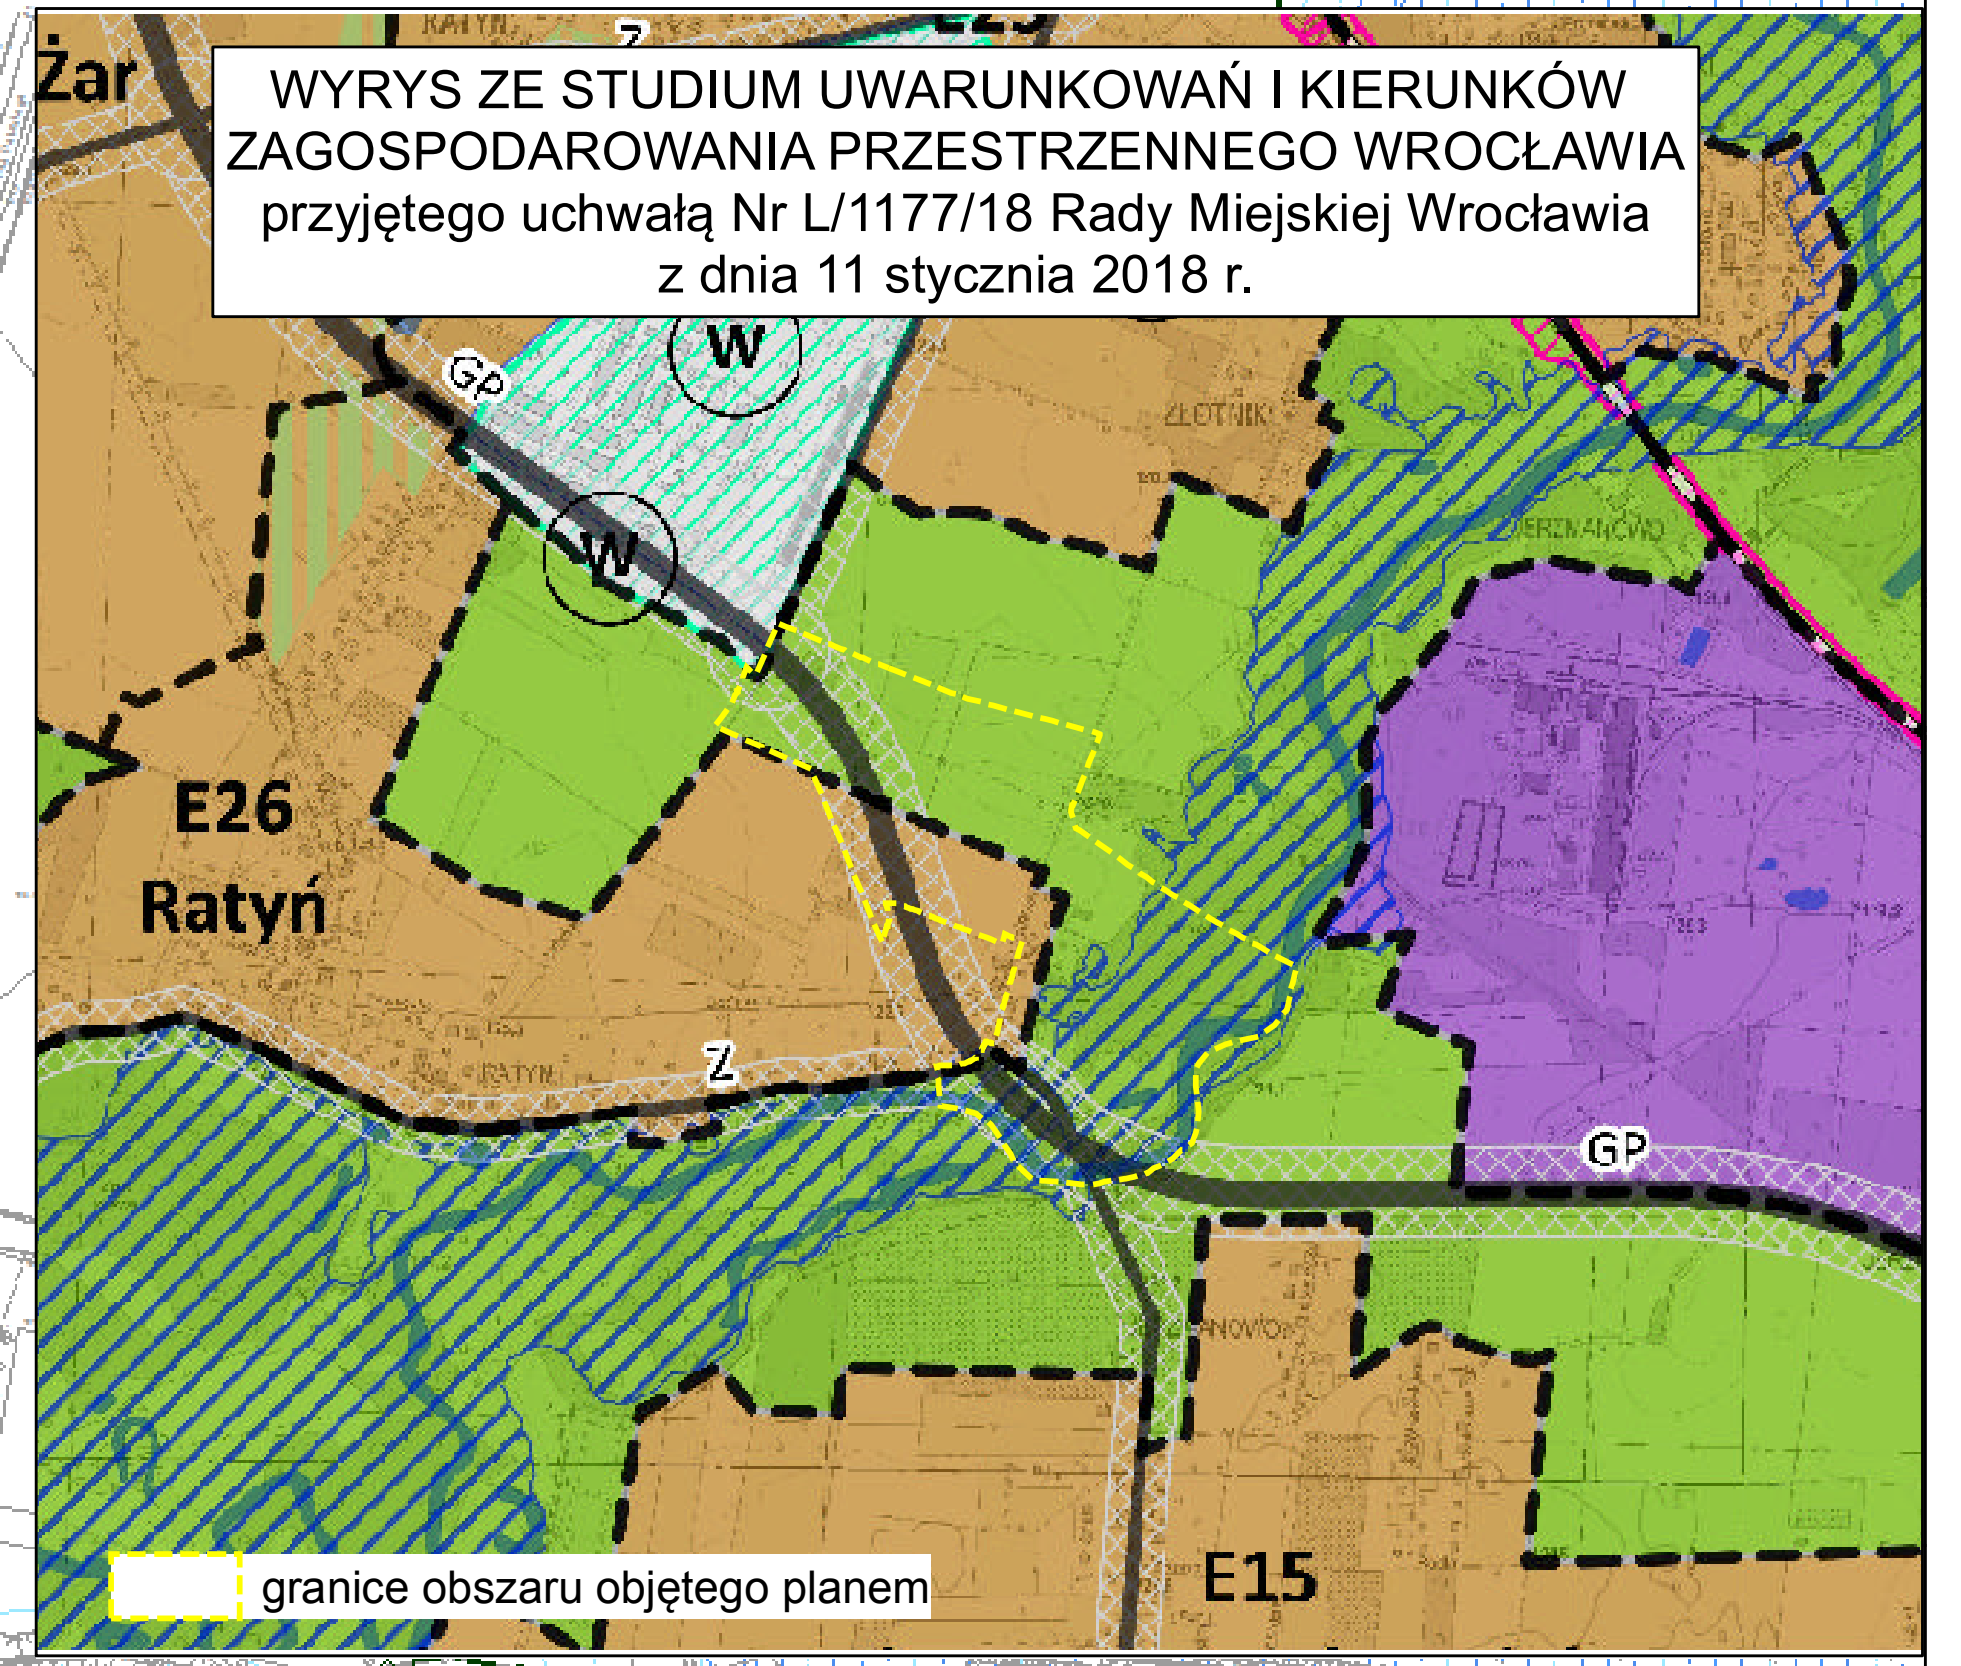 Żar
RATYŃ
Z
WYRYS ZE STUDIUM UWARUNKOWAŃ I KIERUNKÓW
ZAGOSPODAROWANIA PRZESTRZENNEGO WROCŁAWIA
przyjętego uchwałą Nr L/1177/18 Rady Miejskiej Wrocławia
z dnia 11 stycznia 2018 r.
W
GP
W
E26
Ratyń
Z
RATYŃ
GP
E15
granice obszaru objętego planem